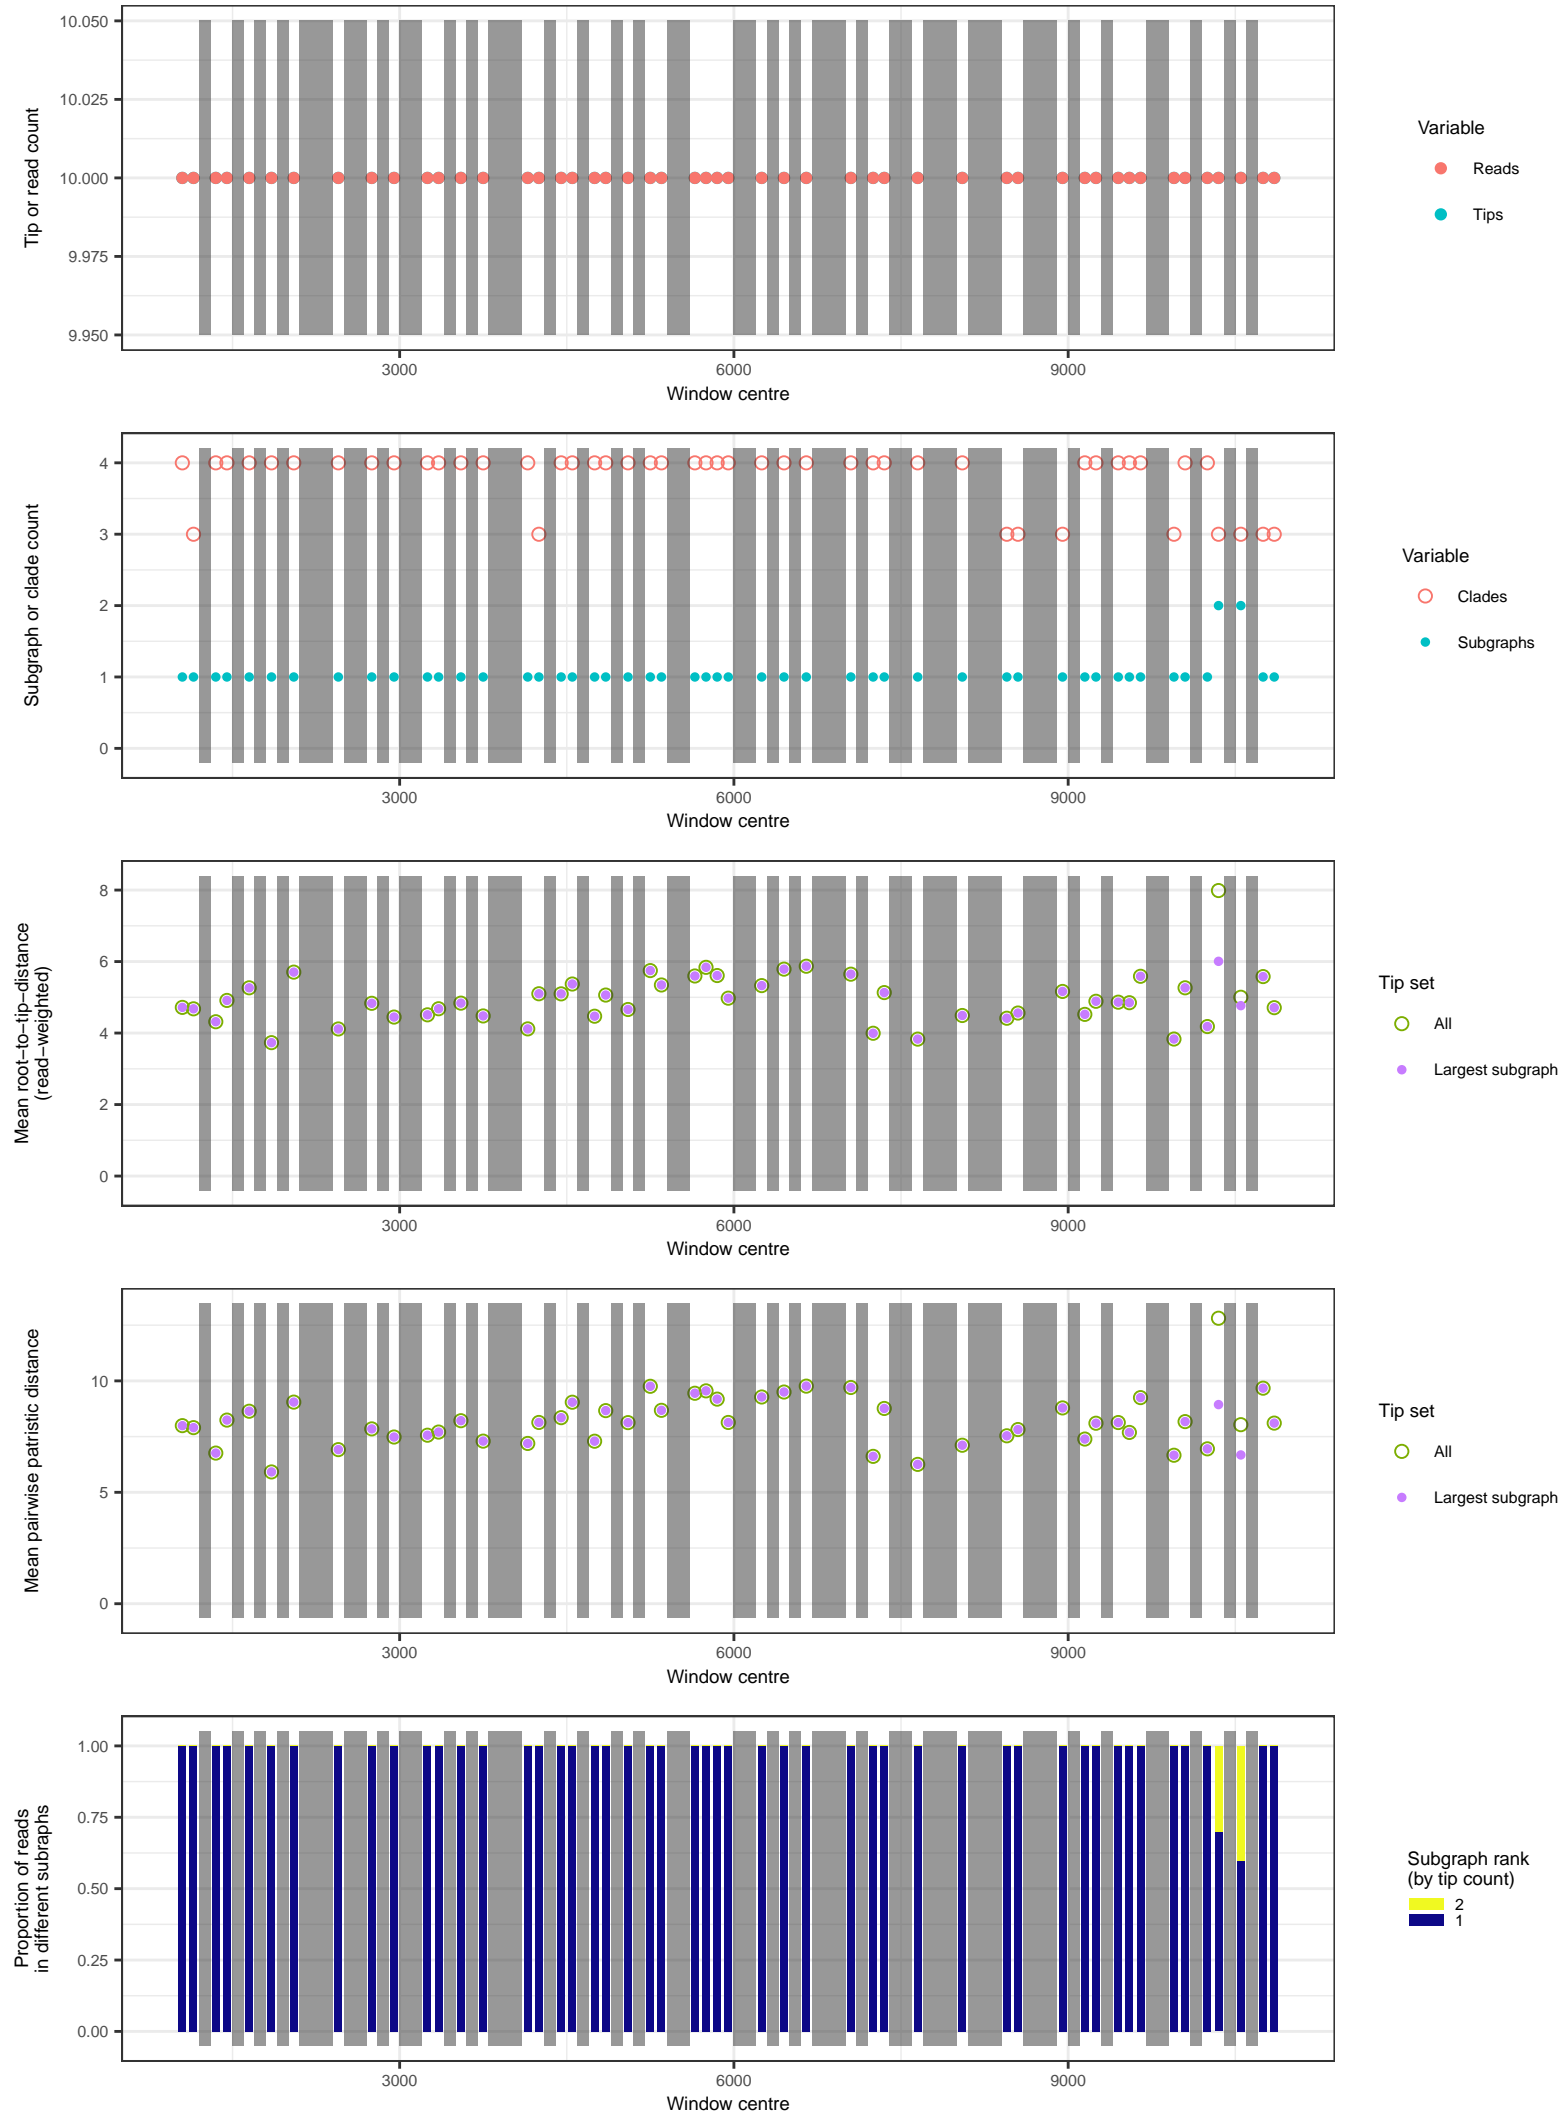 10.050
10.025
10.000
9.975
9.950
Tip or read count
3000
6000
9000
Window centre
Variable
Reads
Tips
4
3
2
1
0
Subgraph or clade count
3000
6000
9000
Window centre
Variable
Clades
Subgraphs
8
6
4
2
0
Mean root−to−tip−distance
(read−weighted)
3000
6000
9000
Window centre
Tip set
All
Largest subgraph
10
5
0
Mean pairwise patristic distance
3000
6000
9000
Window centre
Tip set
All
Largest subgraph
1.00
0.75
0.50
0.25
0.00
Proportion of reads
in different subraphs
3000
6000
9000
Window centre
Subgraph rank
(by tip count)
2
1